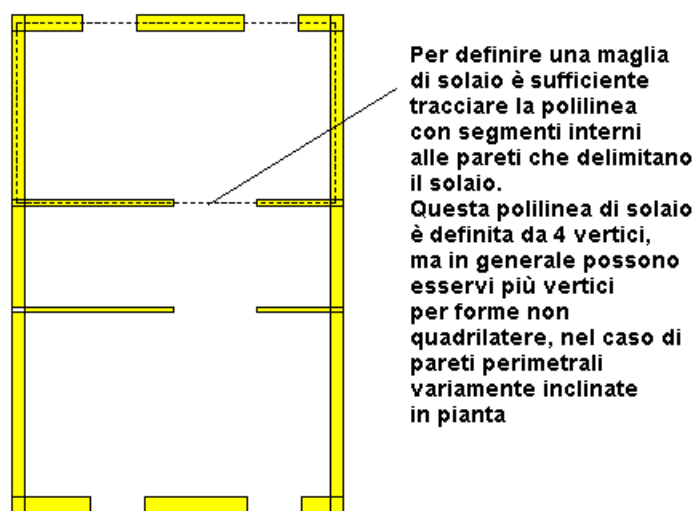 Per definire una maglia
di solaio è sufficiente
tracciare la polilinea
con segmenti interni
alle pareti che delimitano
il solaio.
Questa polilinea di solaio
è definita da 4 vertici,
ma in generale possono
esservi più vertici
per forme non
quadrilatere, nel caso di
pareti perimetrali
variamente inclinate
in pianta